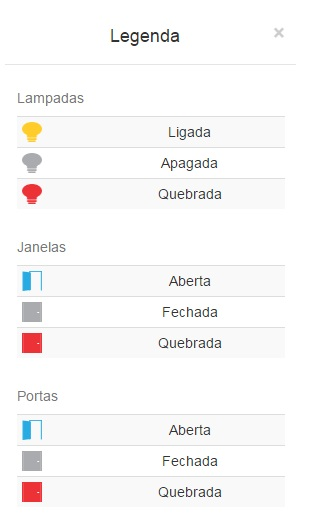 Legenda ×
Lampadas
Ligada
Apagada
Quebrada
Janelas
Aberta
Fechada
Quebrada
Portas
Aberta
Fechada
Quebrada